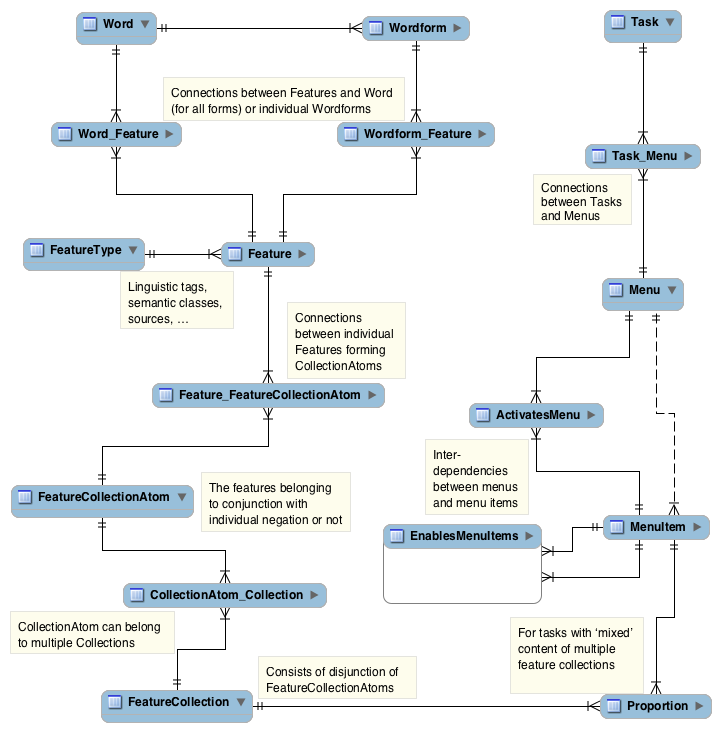 Word
Wordform
Task
Connections between Features and Word
(for all forms) or individual Wordforms
Word_Feature
Wordform_Feature
Task_Menu
Connections
between Tasks
and Menus
FeatureType
Feature
Linguistic tags,
semantic classes,
sources, …
Menu
Connections
between individual
Features forming
CollectionAtoms
Feature_FeatureCollectionAtom
ActivatesMenu
Inter-
dependencies
between menus
and menu items
FeatureCollectionAtom
The features belonging
to conjunction with
individual negation or not
EnablesMenuItems
MenuItem
CollectionAtom_Collection
CollectionAtom can belong
to multiple Collections
For tasks with ‘mixed’
content of multiple
feature collections
Consists of disjunction of
FeatureCollectionAtoms
FeatureCollection
Proportion